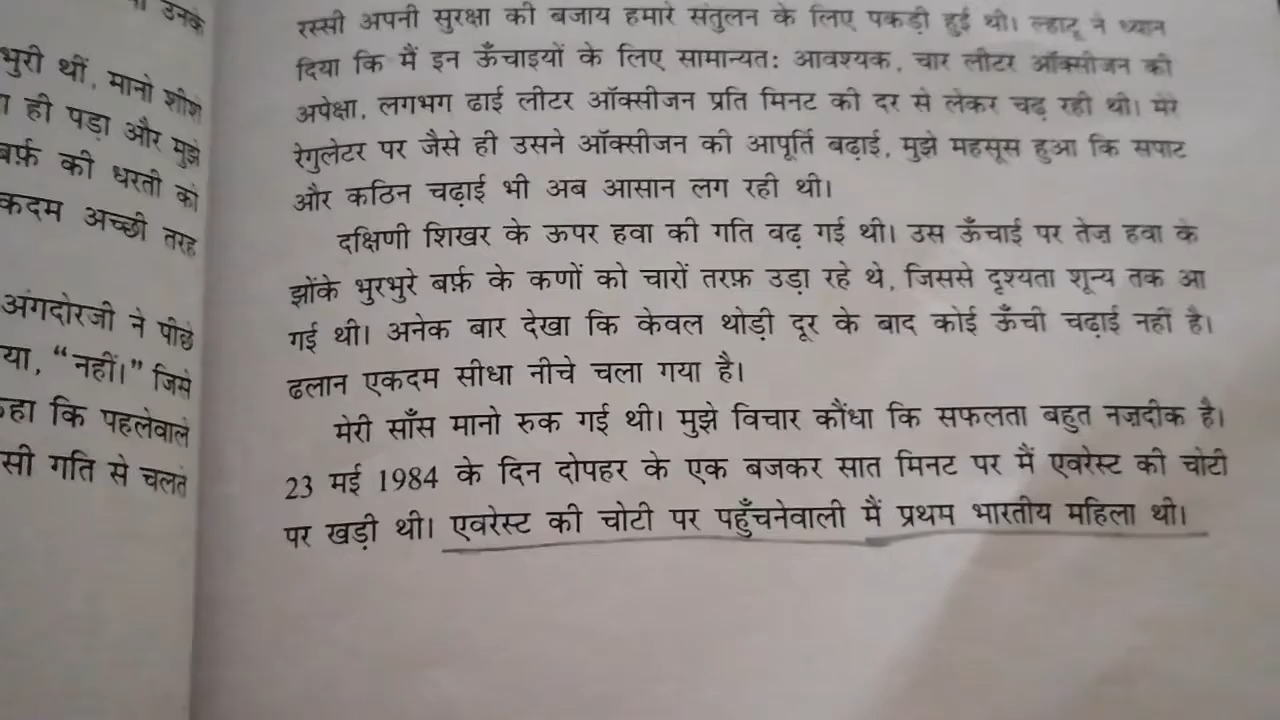 उनके
भुरी थीं, मानो शीशे
ही पड़ा और मुझे
बर्फ़ की धरती को
कदम अच्छी तरह
अंगदोरजी ने पीछे
या, “नहीं।” जिसे
कहा कि पहलेवाले
सी गति से चलते
रस्सी अपनी सुरक्षा की बजाय हमारे संतुलन के लिए पकड़ी हुई थी। ल्हाटू ने ध्यान
दिया कि मैं इन ऊँचाइयों के लिए सामान्यत: आवश्यक, चार लीटर ऑक्सीजन की
अपेक्षा, लगभग ढाई लीटर ऑक्सीजन प्रति मिनट की दर से लेकर चढ़ रही थी। मेरे
रेगुलेटर पर जैसे ही उसने ऑक्सीजन की आपूर्ति बढ़ाई, मुझे महसूस हुआ कि सपाट
और कठिन चढ़ाई भी अब आसान लग रही थी।
दक्षिणी शिखर के ऊपर हवा की गति बढ़ गई थी। उस ऊँचाई पर तेज़ हवा के
झोंके भुरभुरे बर्फ़ के कणों को चारों तरफ़ उड़ा रहे थे, जिससे दृश्यता शून्य तक आ
गई थी। अनेक बार देखा कि केवल थोड़ी दूर के बाद कोई ऊँची चढ़ाई नहीं है।
ढलान एकदम सीधा नीचे चला गया है।
मेरी साँस मानो रुक गई थी। मुझे विचार कौंधा कि सफलता बहुत नज़दीक है।
23 मई 1984 के दिन दोपहर के एक बजकर सात मिनट पर मैं एवरेस्ट की चोटी
पर खड़ी थी। एवरेस्ट की चोटी पर पहुँचनेवाली मैं प्रथम भारतीय महिला थी।